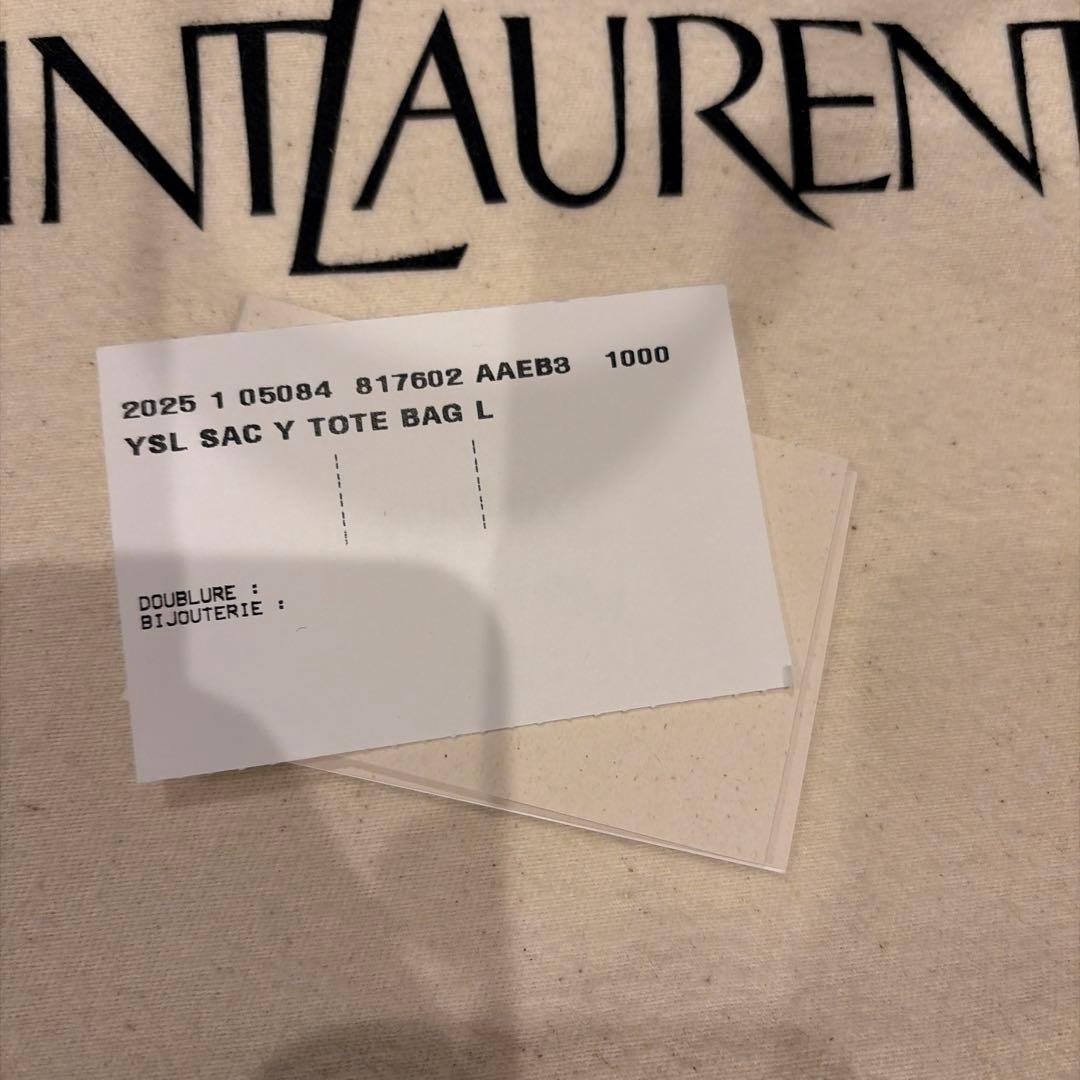 INTLAURENT
2025 1 05084 817602 AAEB3 1000
YSL SAC Y TOTE BAG L
DOUBLURE :
BIJOUTERIE :